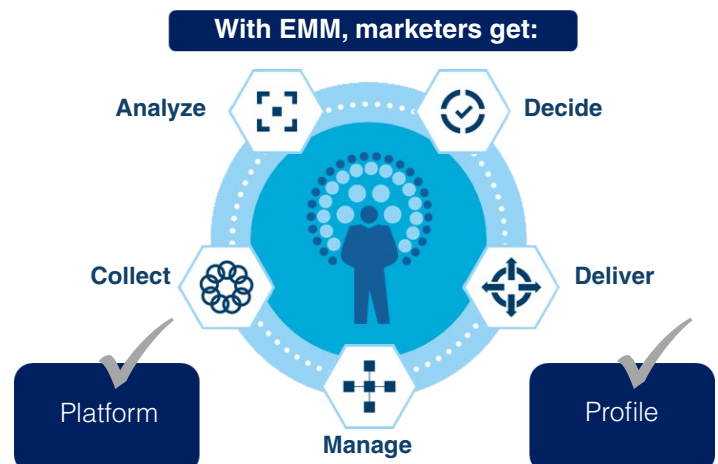 With EMM, marketers get:
Analyze
Decide
Collect
Deliver
Platform
Profile
Manage